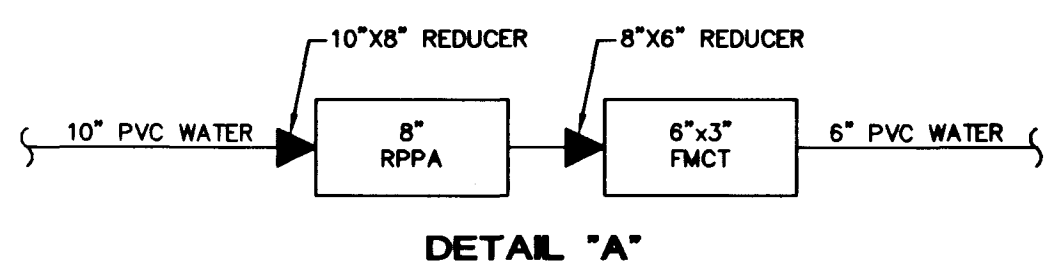 10"X8" REDUCER
8"X6" REDUCER
10" PVC WATER
8"
RPPA
6"x3"
FMCT
6" PVC WATER
DETAIL "A"